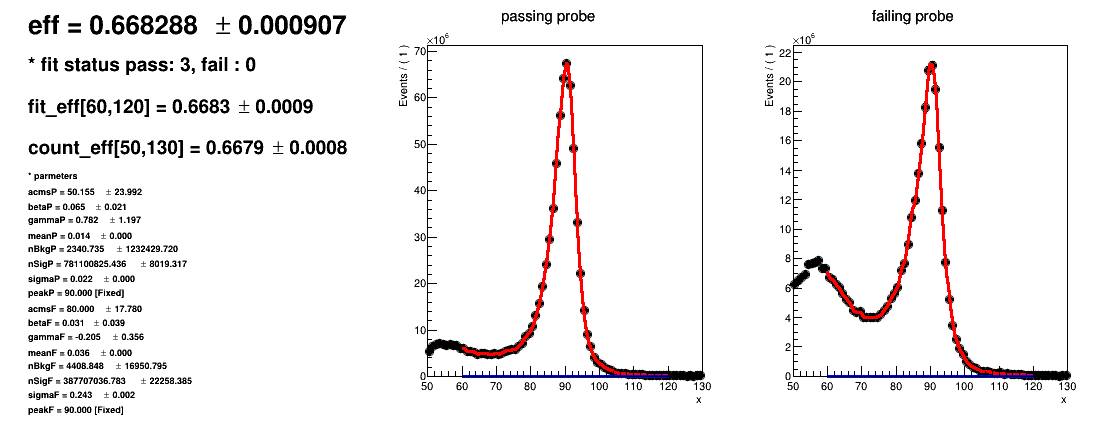 eff = 0.668288 ± 0.000907
* fit status pass: 3, fail : 0
fit_eff[60,120] = 0.6683 ± 0.0009
count_eff[50,130] = 0.6679 ± 0.0008
* parmeters
acmsP = 50.155 ± 23.992
betaP = 0.065 ± 0.021
gammaP = 0.782 ± 1.197
meanP = 0.014 ± 0.000
nBkgP = 2340.735 ± 1232429.720
nSigP = 781100825.436 ± 8019.317
sigmaP = 0.022 ± 0.000
peakP = 90.000 [Fixed]
acmsF = 80.000 ± 17.780
betaF = 0.031 ± 0.039
gammaF = -0.205 ± 0.356
meanF = 0.036 ± 0.000
nBkgF = 4408.848 ± 16950.795
nSigF = 387707036.783 ± 22258.385
sigmaF = 0.243 ± 0.002
peakF = 90.000 [Fixed]
passing probe
×10⁶
Events / ( 1 )
70
60
50
40
30
20
10
0
50 60 70 80 90 100 110 120 130
x
failing probe
×10⁶
Events / ( 1 )
22
20
18
16
14
12
10
8
6
4
2
0
50 60 70 80 90 100 110 120 130
x